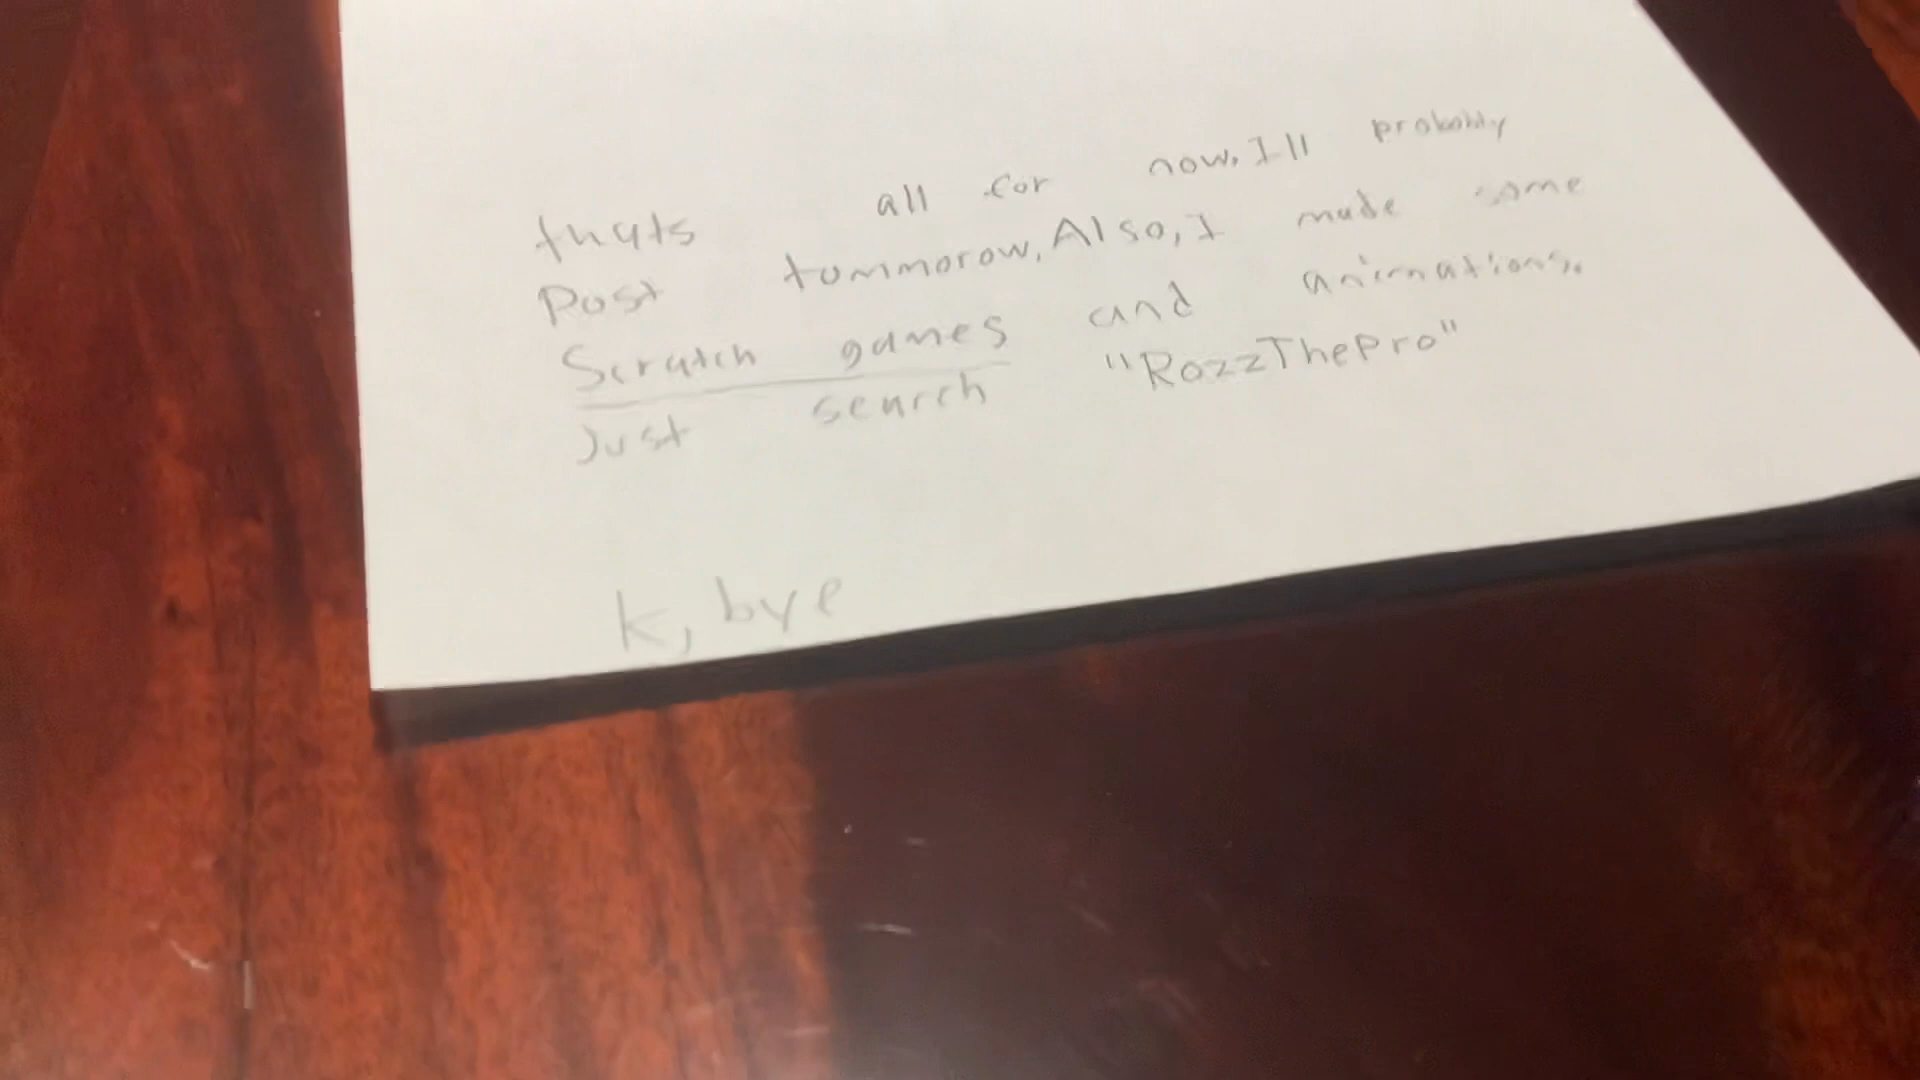 thats all for now. I'll probably
Post tommorow. Also, I made some
Scratch games and animations.
Just search "RozzThePro"
k, bye